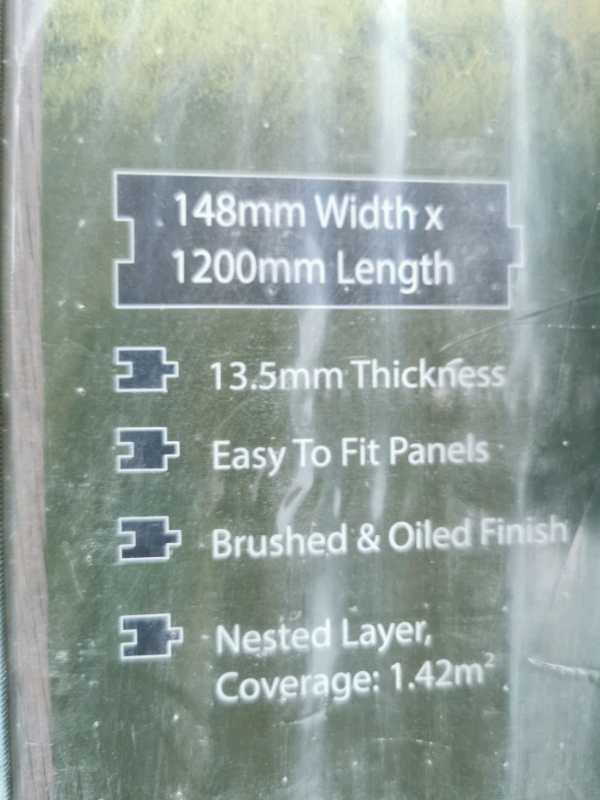 148mm Width x
1200mm Length
13.5mm Thickness
Easy To Fit Panels
Brushed & Oiled Finish
Nested Layer,
Coverage: 1.42m²